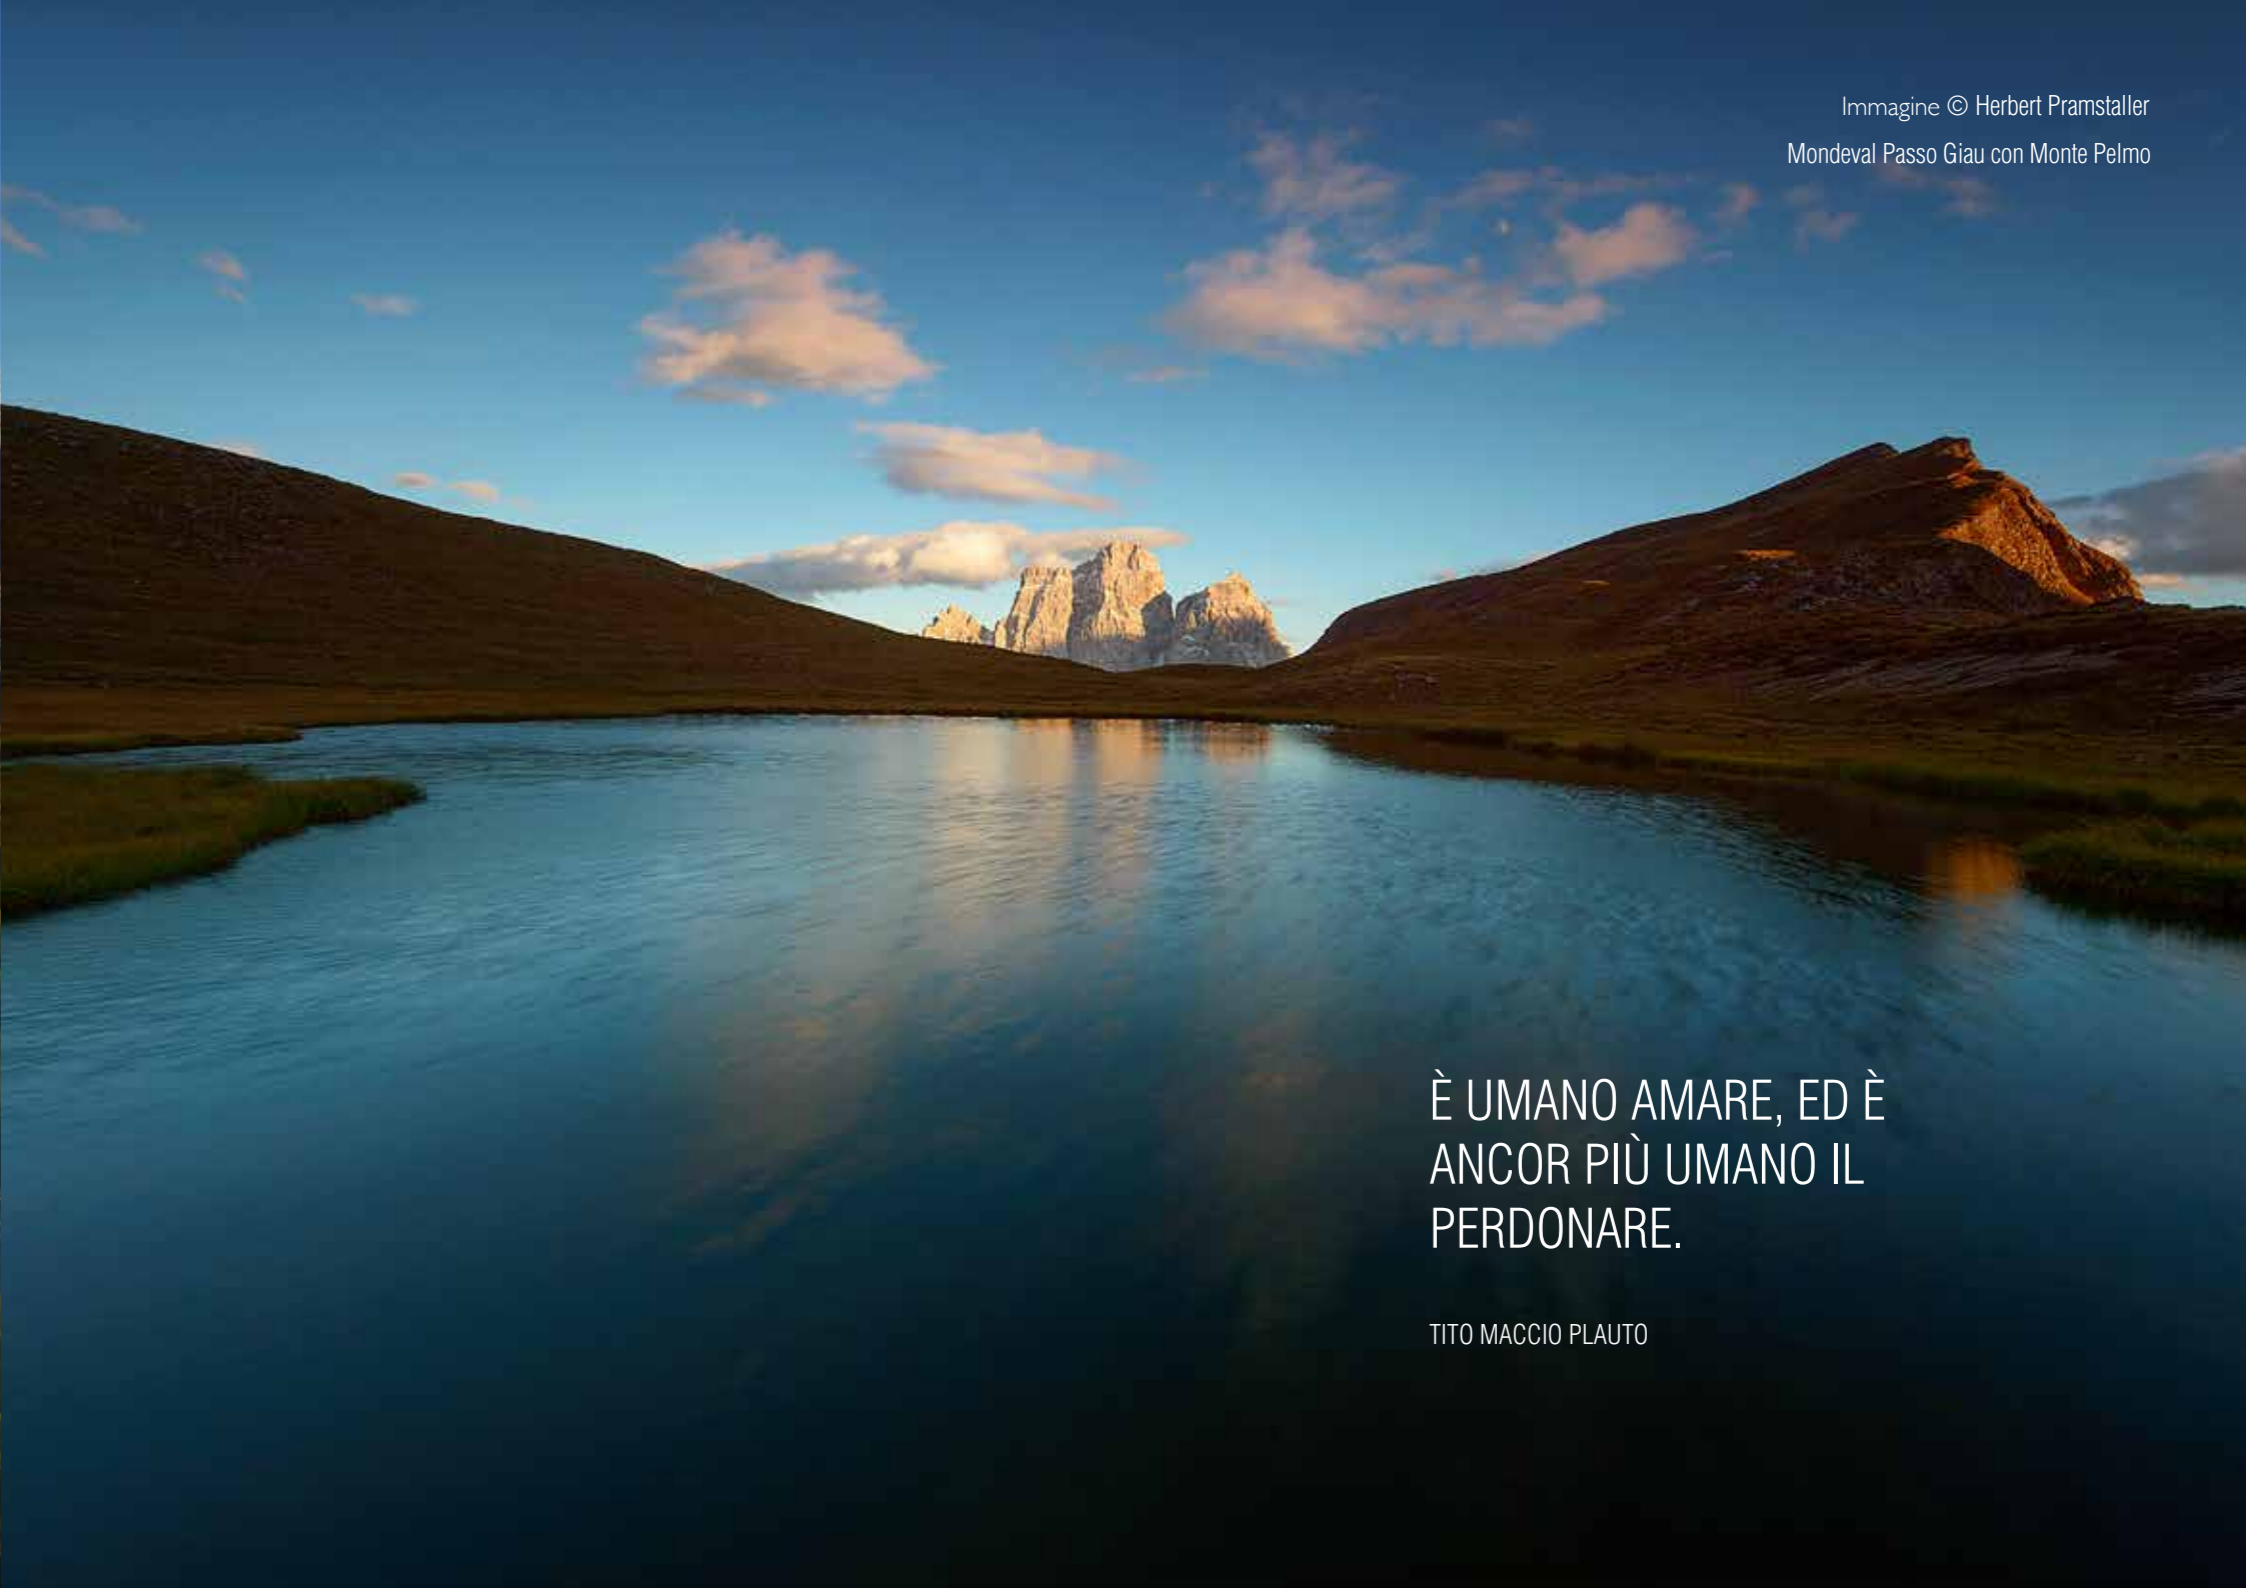 Immagine © Herbert Pramstaller
Mondeval Passo Giau con Monte Pelmo
È UMANO AMARE, ED È
ANCOR PIÙ UMANO IL
PERDONARE.
TITO MACCIO PLAUTO